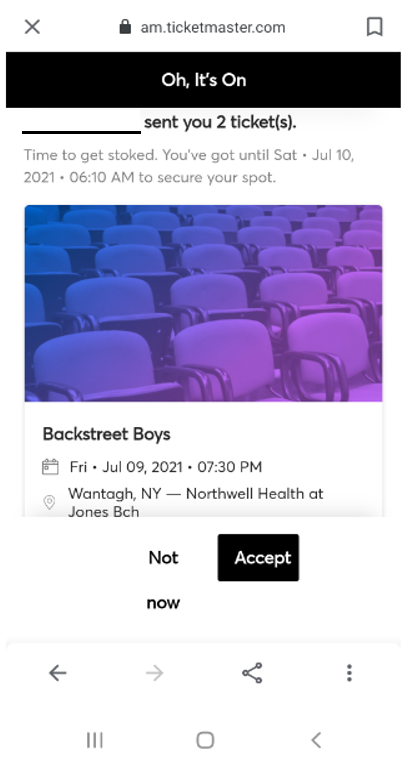 am.ticketmaster.com
Oh, It's On
sent you 2 ticket(s).
Time to get stoked. You've got until Sat • Jul 10,
2021 • 06:10 AM to secure your spot.
Backstreet Boys
Fri • Jul 09, 2021 • 07:30 PM
Wantagh, NY — Northwell Health at
Jones Bch
Not
now
Accept